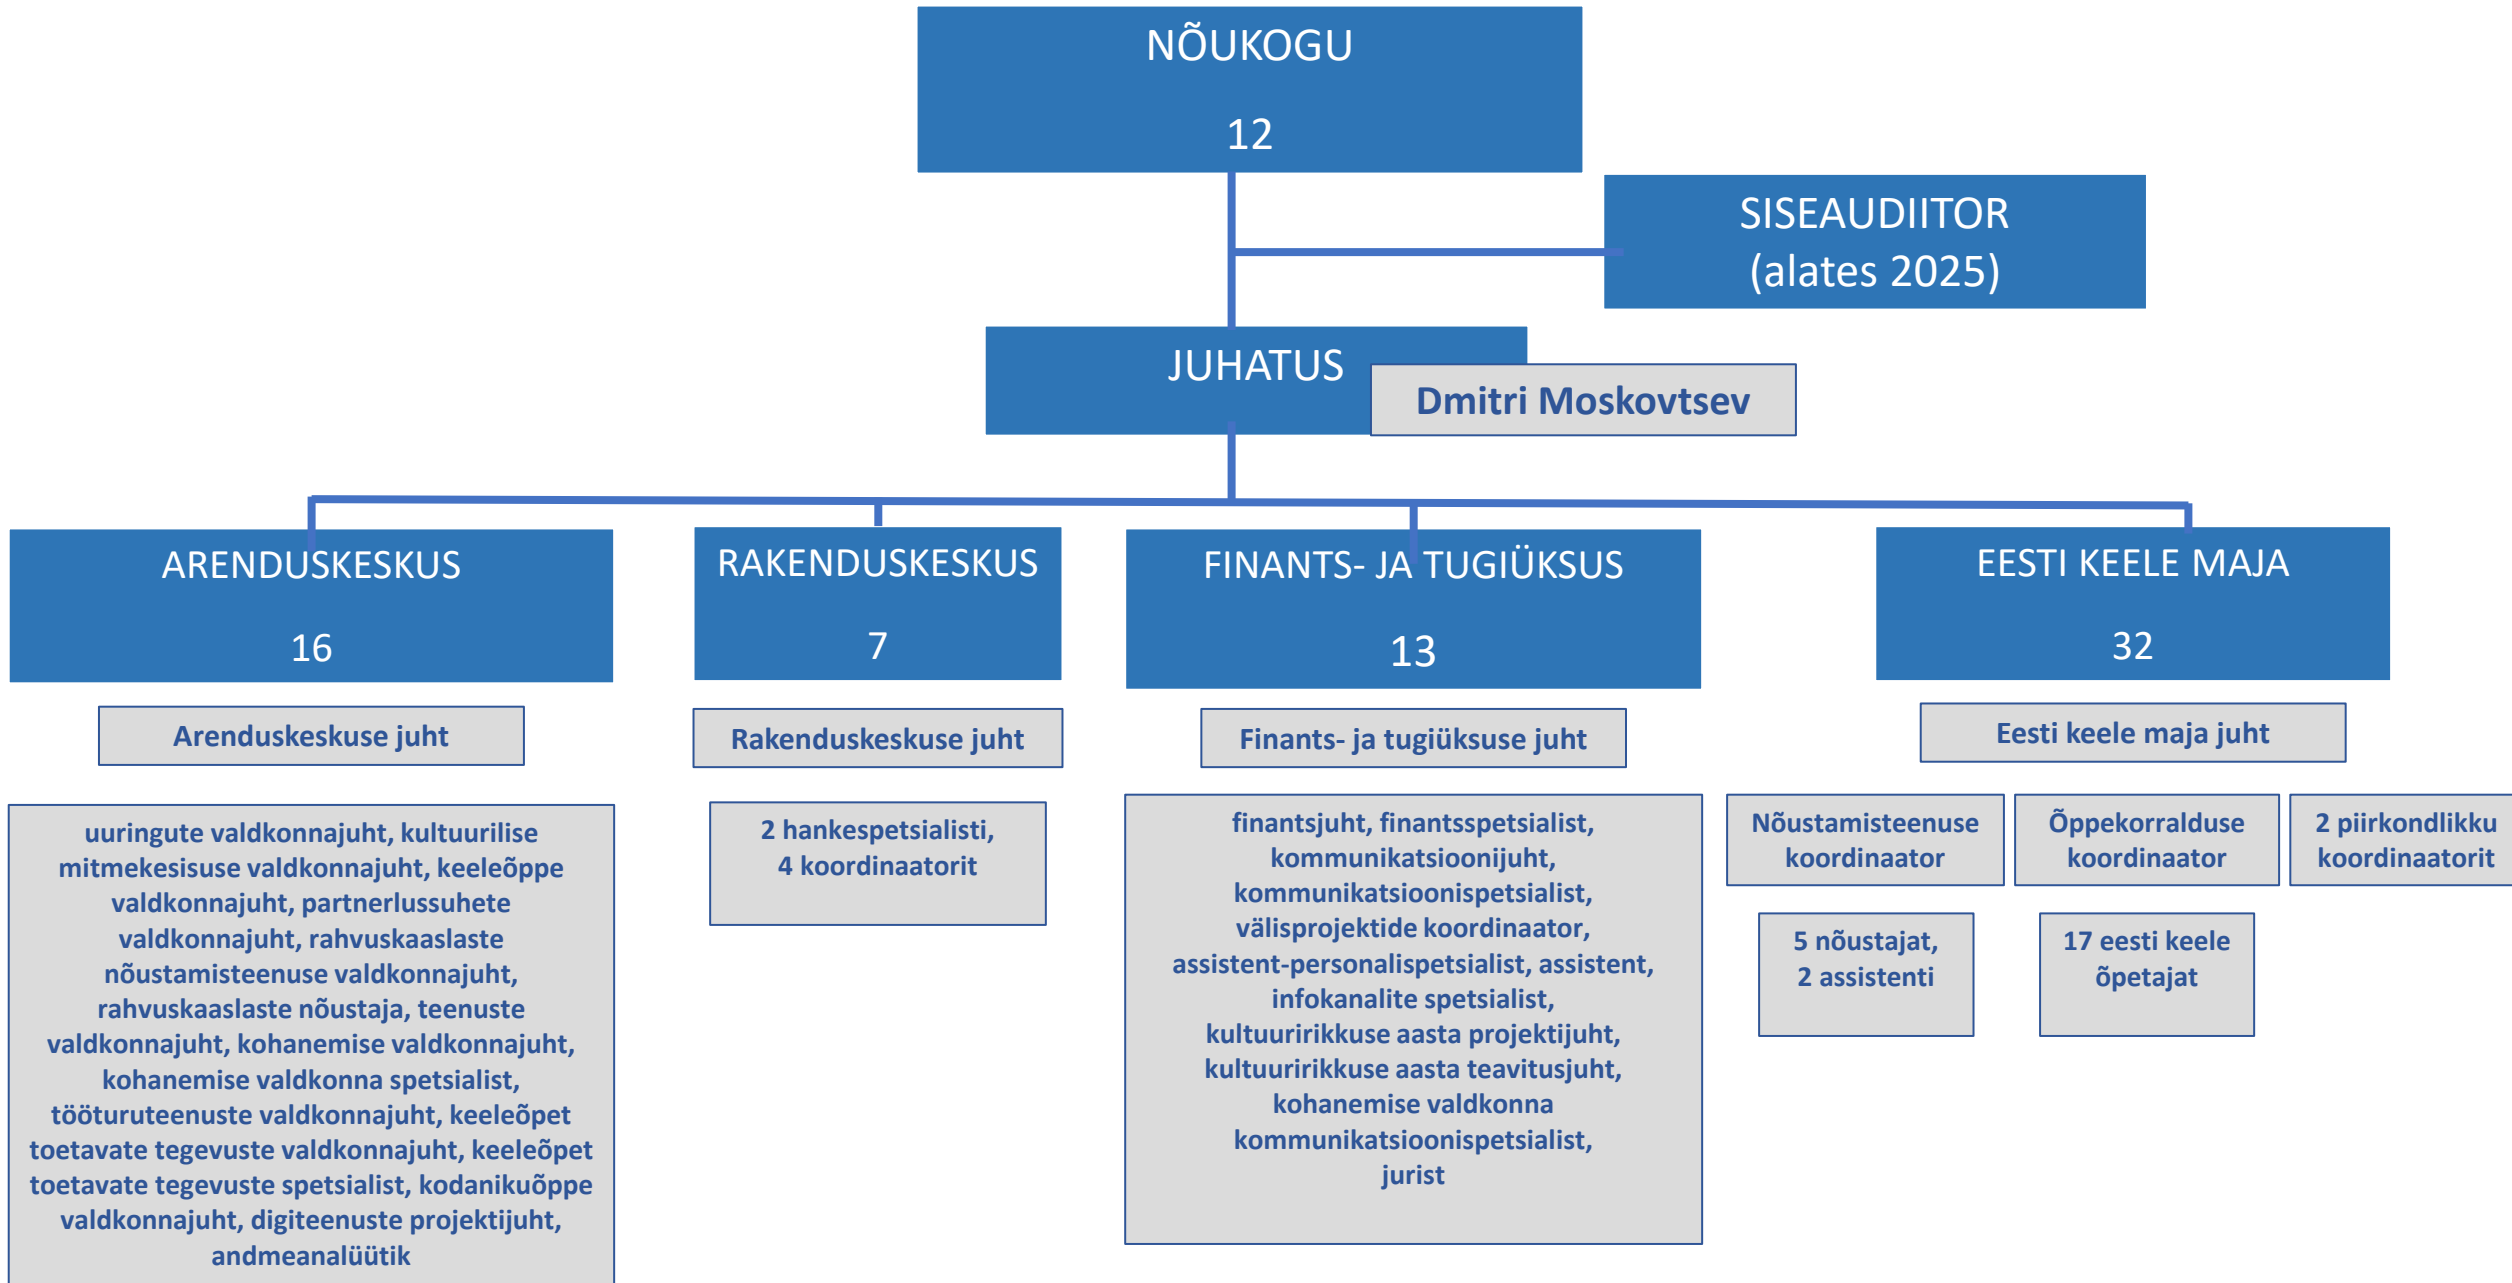 NÕUKOGU
12
SISEAUDIITOR
(alates 2025)
JUHATUS
Dmitri Moskovtsev
ARENDUSKESKUS
16
Arenduskeskuse juht
uuringute valdkonnajuht, kultuurilise
mitmekesisuse valdkonnajuht, keeleõppe
valdkonnajuht, partnerlussuhete
valdkonnajuht, rahvuskaaslaste
nõustamisteenuse valdkonnajuht,
rahvuskaaslaste nõustaja, teenuste
valdkonnajuht, kohanemise valdkonnajuht,
kohanemise valdkonna spetsialist,
tööturuteenuste valdkonnajuht, keeleõpet
toetavate tegevuste valdkonnajuht, keeleõpet
toetavate tegevuste spetsialist, kodanikuõppe
valdkonnajuht, digiteenuste projektijuht,
andmeanalüütik
RAKENDUSKESKUS
7
Rakenduskeskuse juht
2 hankespetsialisti,
4 koordinaatorit
FINANTS- JA TUGIÜKSUS
13
Finants- ja tugiüksuse juht
finantsjuht, finantsspetsialist,
kommunikatsioonijuht,
kommunikatsioonispetsialist,
välisprojektide koordinaator,
assistent-personalispetsialist, assistent,
infokanalite spetsialist,
kultuuririkkuse aasta projektijuht,
kultuuririkkuse aasta teavitusjuht,
kohanemise valdkonna
kommunikatsioonispetsialist,
jurist
EESTI KEELE MAJA
32
Eesti keele maja juht
Nõustamisteenuse
koordinaator
5 nõustajat,
2 assistenti
Õppekorralduse
koordinaator
17 eesti keele
õpetajat
2 piirkondlikku
koordinaatorit